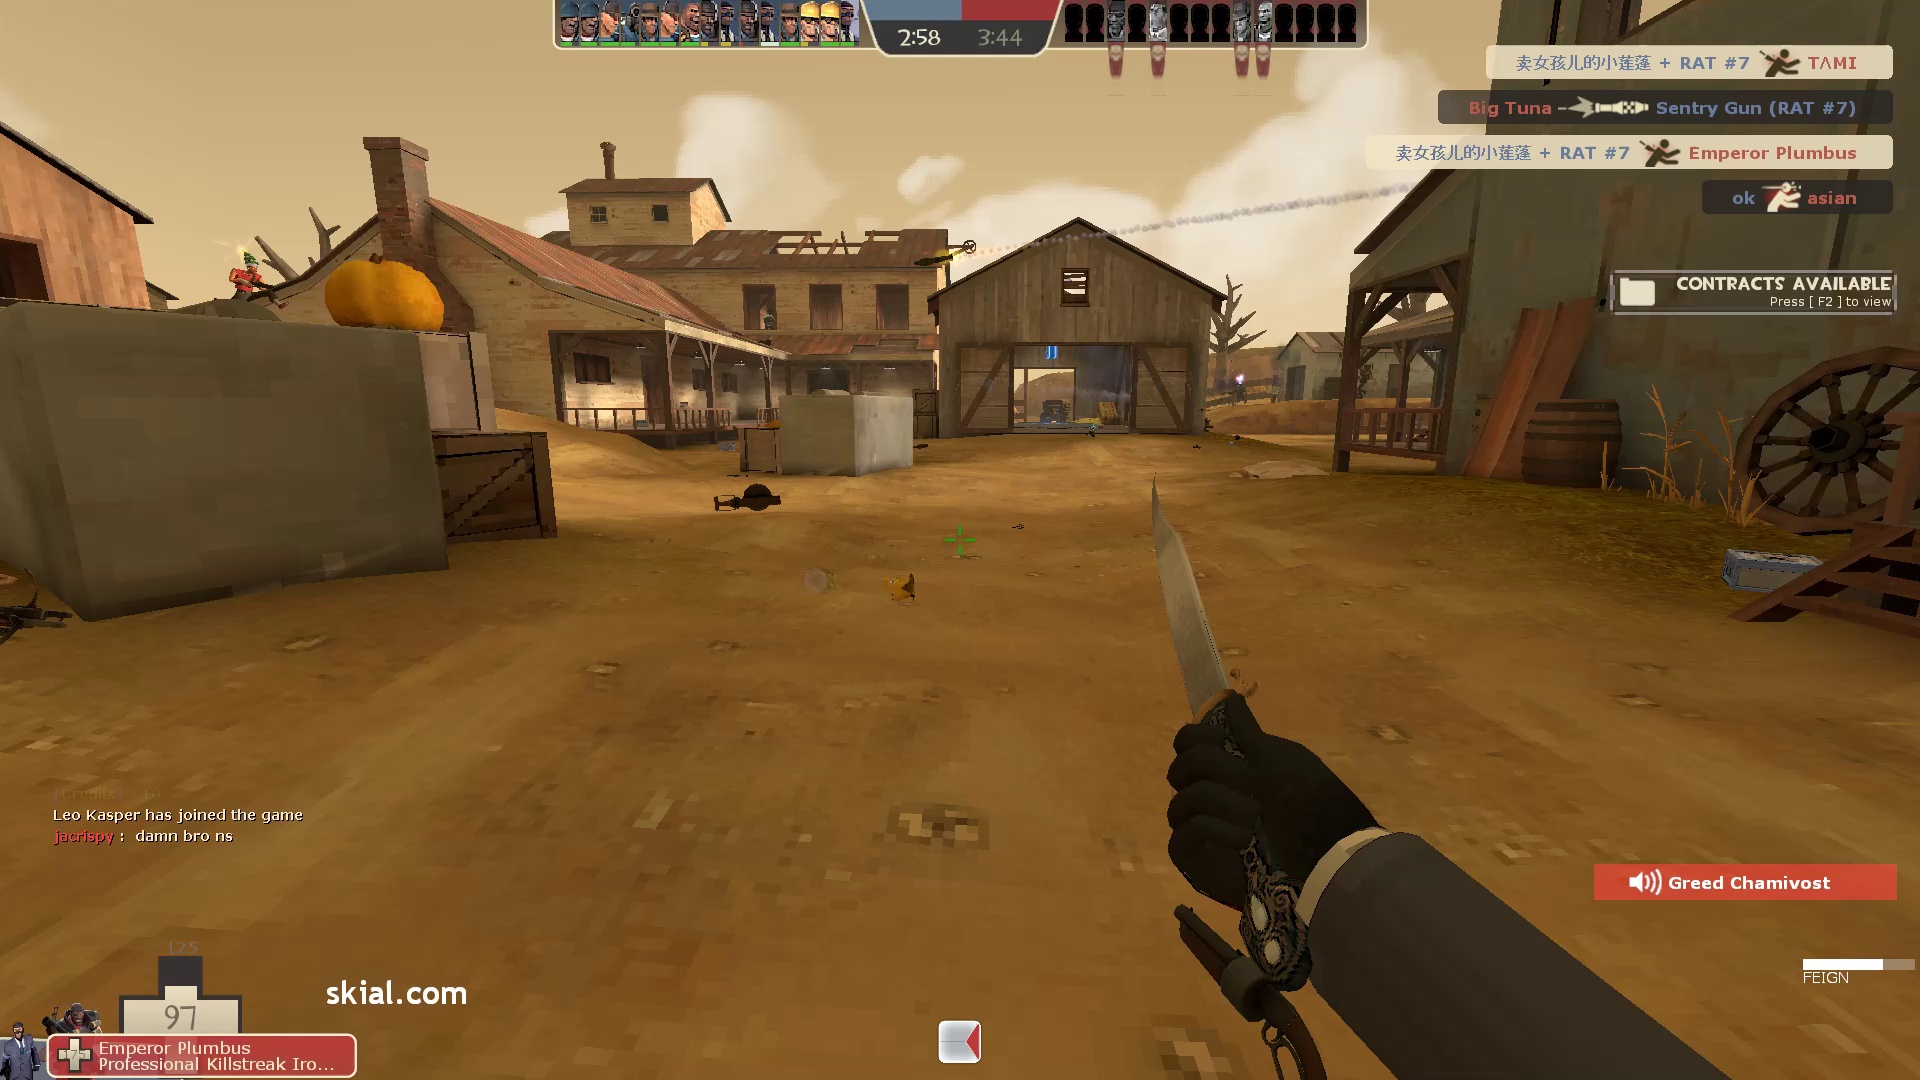 2:58 3:44
卖女孩儿的小莲蓬 + RAT #7 TΛMI
Big Tuna Sentry Gun (RAT #7)
卖女孩儿的小莲蓬 + RAT #7 Emperor Plumbus
ok asian
CONTRACTS AVAILABLE
Press [ F2 ] to view
[Credits] +10
Leo Kasper has joined the game
jacrispy : damn bro ns
Greed Chamivost
FEIGN
125
97
skial.com
175
Emperor Plumbus
Professional Killstreak Iro...